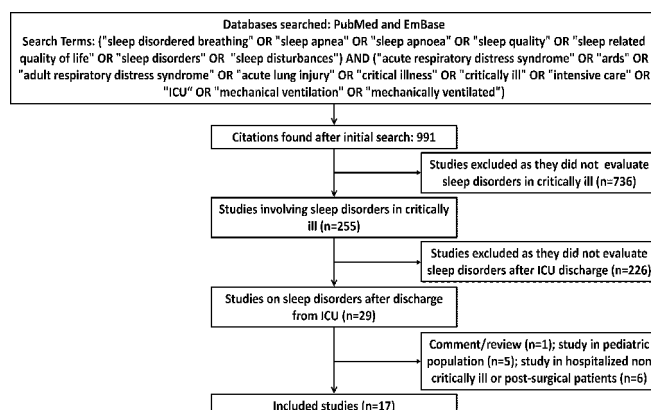 Databases searched: PubMed and EmBase
Search Terms: ("sleep disordered breathing" OR "sleep apnea" OR "sleep apnoea" OR "sleep quality" OR "sleep related
quality of life" OR "sleep disorders" OR "sleep disturbances") AND ("acute respiratory distress syndrome" OR "ards" OR
"adult respiratory distress syndrome" OR "acute lung injury" OR "critical illness" OR "critically ill" OR "intensive care" OR
"ICU" OR "mechanical ventilation" OR "mechanically ventilated")
Citations found after initial search: 991
Studies excluded as they did not evaluate
sleep disorders in critically ill (n=736)
Studies involving sleep disorders in critically
ill (n=255)
Studies excluded as they did not evaluate
sleep disorders after ICU discharge (n=226)
Studies on sleep disorders after discharge
from ICU (n=29)
Comment/review (n=1); study in pediatric
population (n=5); study in hospitalized non
critically ill or post-surgical patients (n=6)
Included studies (n=17)